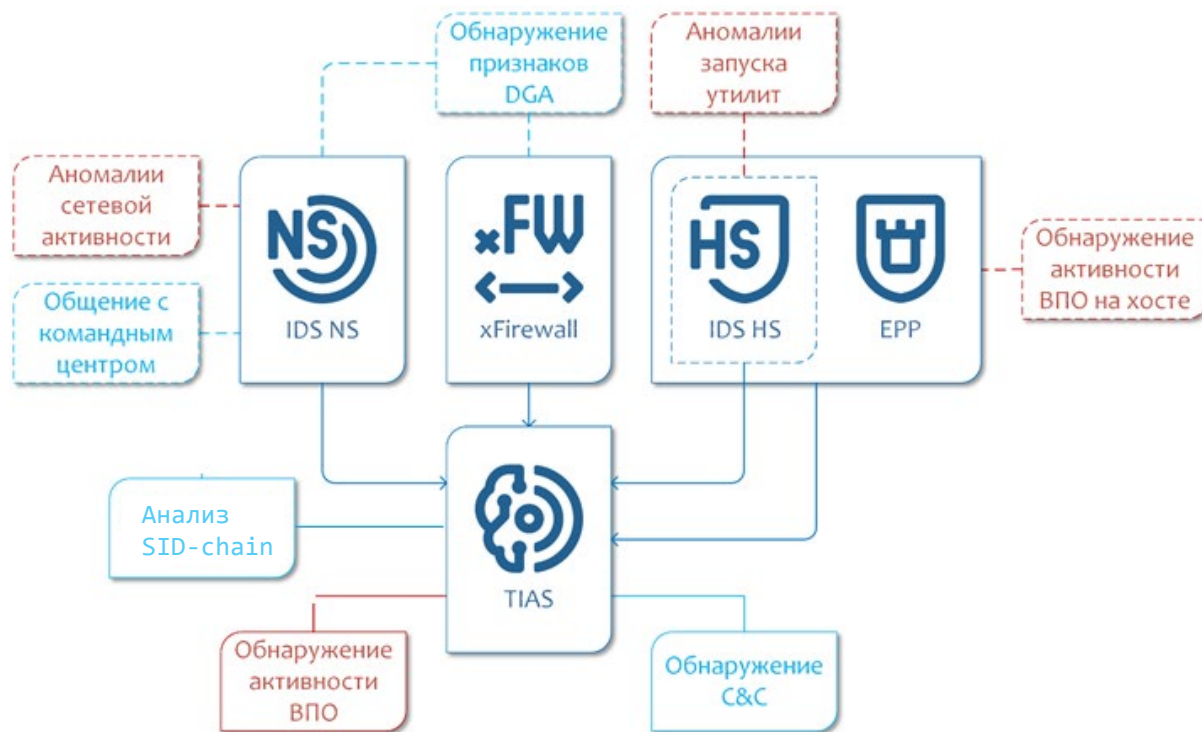 Обнаружение
признаков
DGA
Аномалии
запуска
утилит
Аномалии
сетевой
активности
Общение с
командным
центром
NS
IDS NS
xFW
xFirewall
HS
IDS HS
EPP
Обнаружение
активности
ВПО на хосте
Анализ
SID-chain
TIAS
Обнаружение
активности
ВПО
Обнаружение
C&C